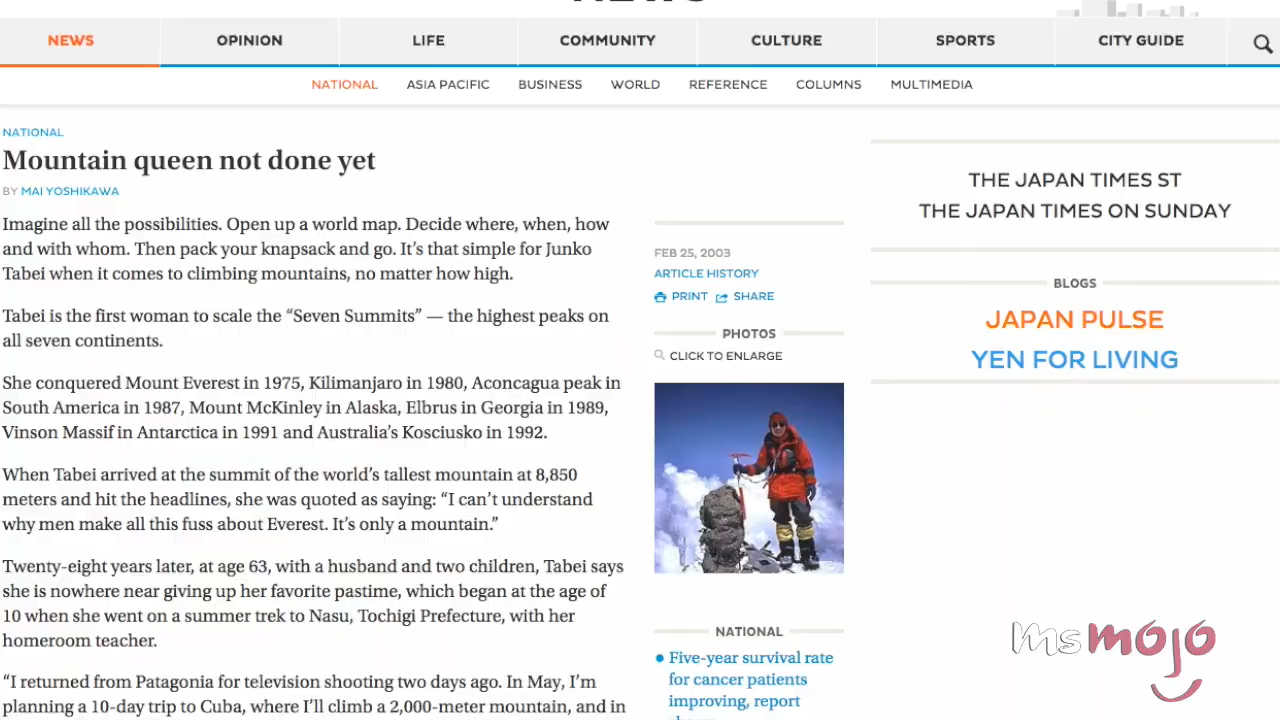 NEWS
OPINION
LIFE
COMMUNITY
CULTURE
SPORTS
CITY GUIDE
NATIONAL
ASIA PACIFIC
BUSINESS
WORLD
REFERENCE
COLUMNS
MULTIMEDIA
NATIONAL
Mountain queen not done yet
BY MAI YOSHIKAWA
Imagine all the possibilities. Open up a world map. Decide where, when, how
and with whom. Then pack your knapsack and go. It’s that simple for Junko
Tabei when it comes to climbing mountains, no matter how high.
Tabei is the first woman to scale the “Seven Summits” — the highest peaks on
all seven continents.
She conquered Mount Everest in 1975, Kilimanjaro in 1980, Aconcagua peak in
South America in 1987, Mount McKinley in Alaska, Elbrus in Georgia in 1989,
Vinson Massif in Antarctica in 1991 and Australia’s Kosciusko in 1992.
When Tabei arrived at the summit of the world’s tallest mountain at 8,850
meters and hit the headlines, she was quoted as saying: “I can’t understand
why men make all this fuss about Everest. It’s only a mountain.”
Twenty-eight years later, at age 63, with a husband and two children, Tabei says
she is nowhere near giving up her favorite pastime, which began at the age of
10 when she went on a summer trek to Nasu, Tochigi Prefecture, with her
homeroom teacher.
“I returned from Patagonia for television shooting two days ago. In May, I’m
planning a 10-day trip to Cuba, where I’ll climb a 2,000-meter mountain, and in
FEB 25, 2003
ARTICLE HISTORY
PRINT
SHARE
PHOTOS
CLICK TO ENLARGE
NATIONAL
Five-year survival rate
for cancer patients
improving, report
THE JAPAN TIMES ST
THE JAPAN TIMES ON SUNDAY
BLOGS
JAPAN PULSE
YEN FOR LIVING
msmojo